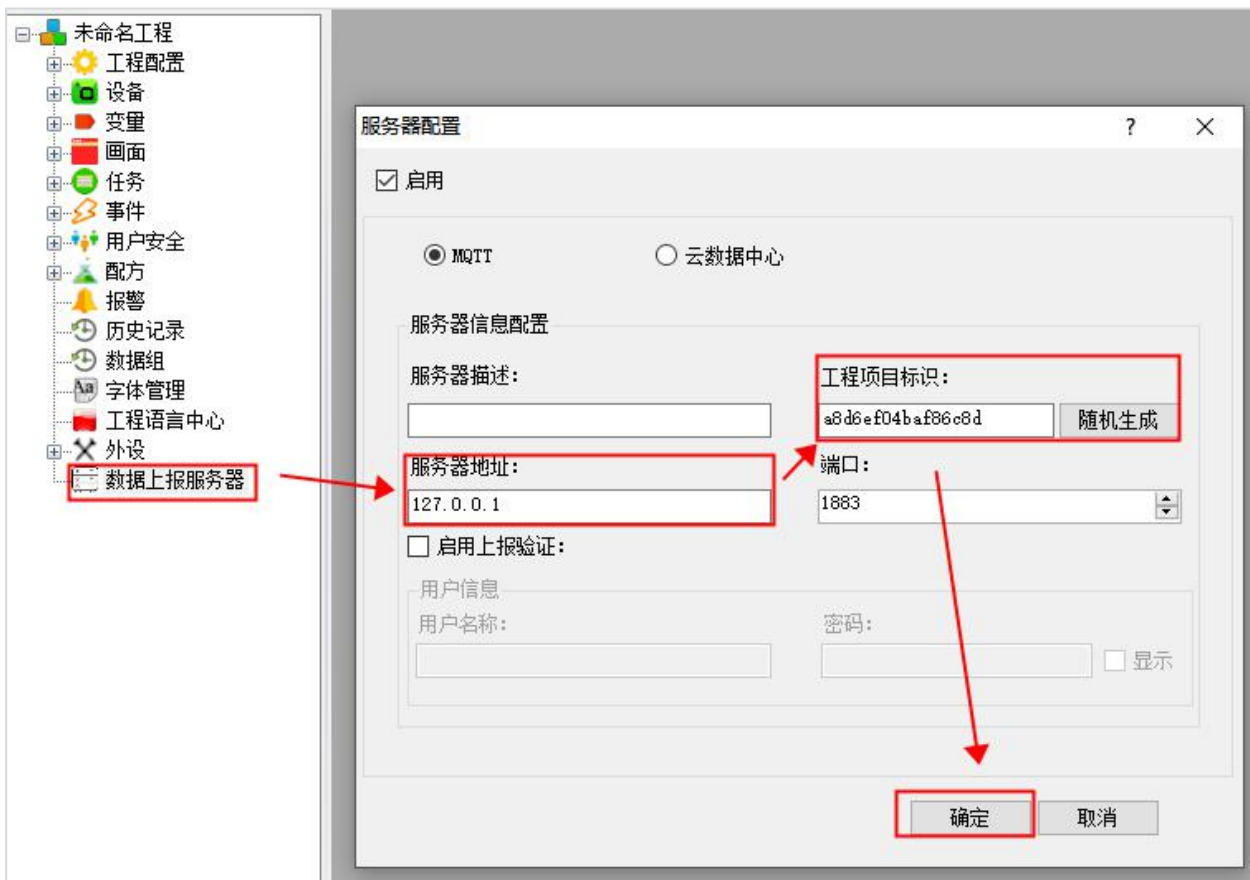 未命名工程
工程配置
设备
变量
画面
任务
事件
用户安全
配方
报警
历史记录
数据组
字体管理
工程语言中心
外设
数据上报服务器
服务器配置 ?
启用
MQTT 云数据中心
服务器信息配置
服务器描述: 工程项目标识:
a8d6ef04baf86c8d 随机生成
服务器地址: 端口:
127.0.0.1 1883
启用上报验证:
用户信息
用户名称: 密码:
显示
确定 取消